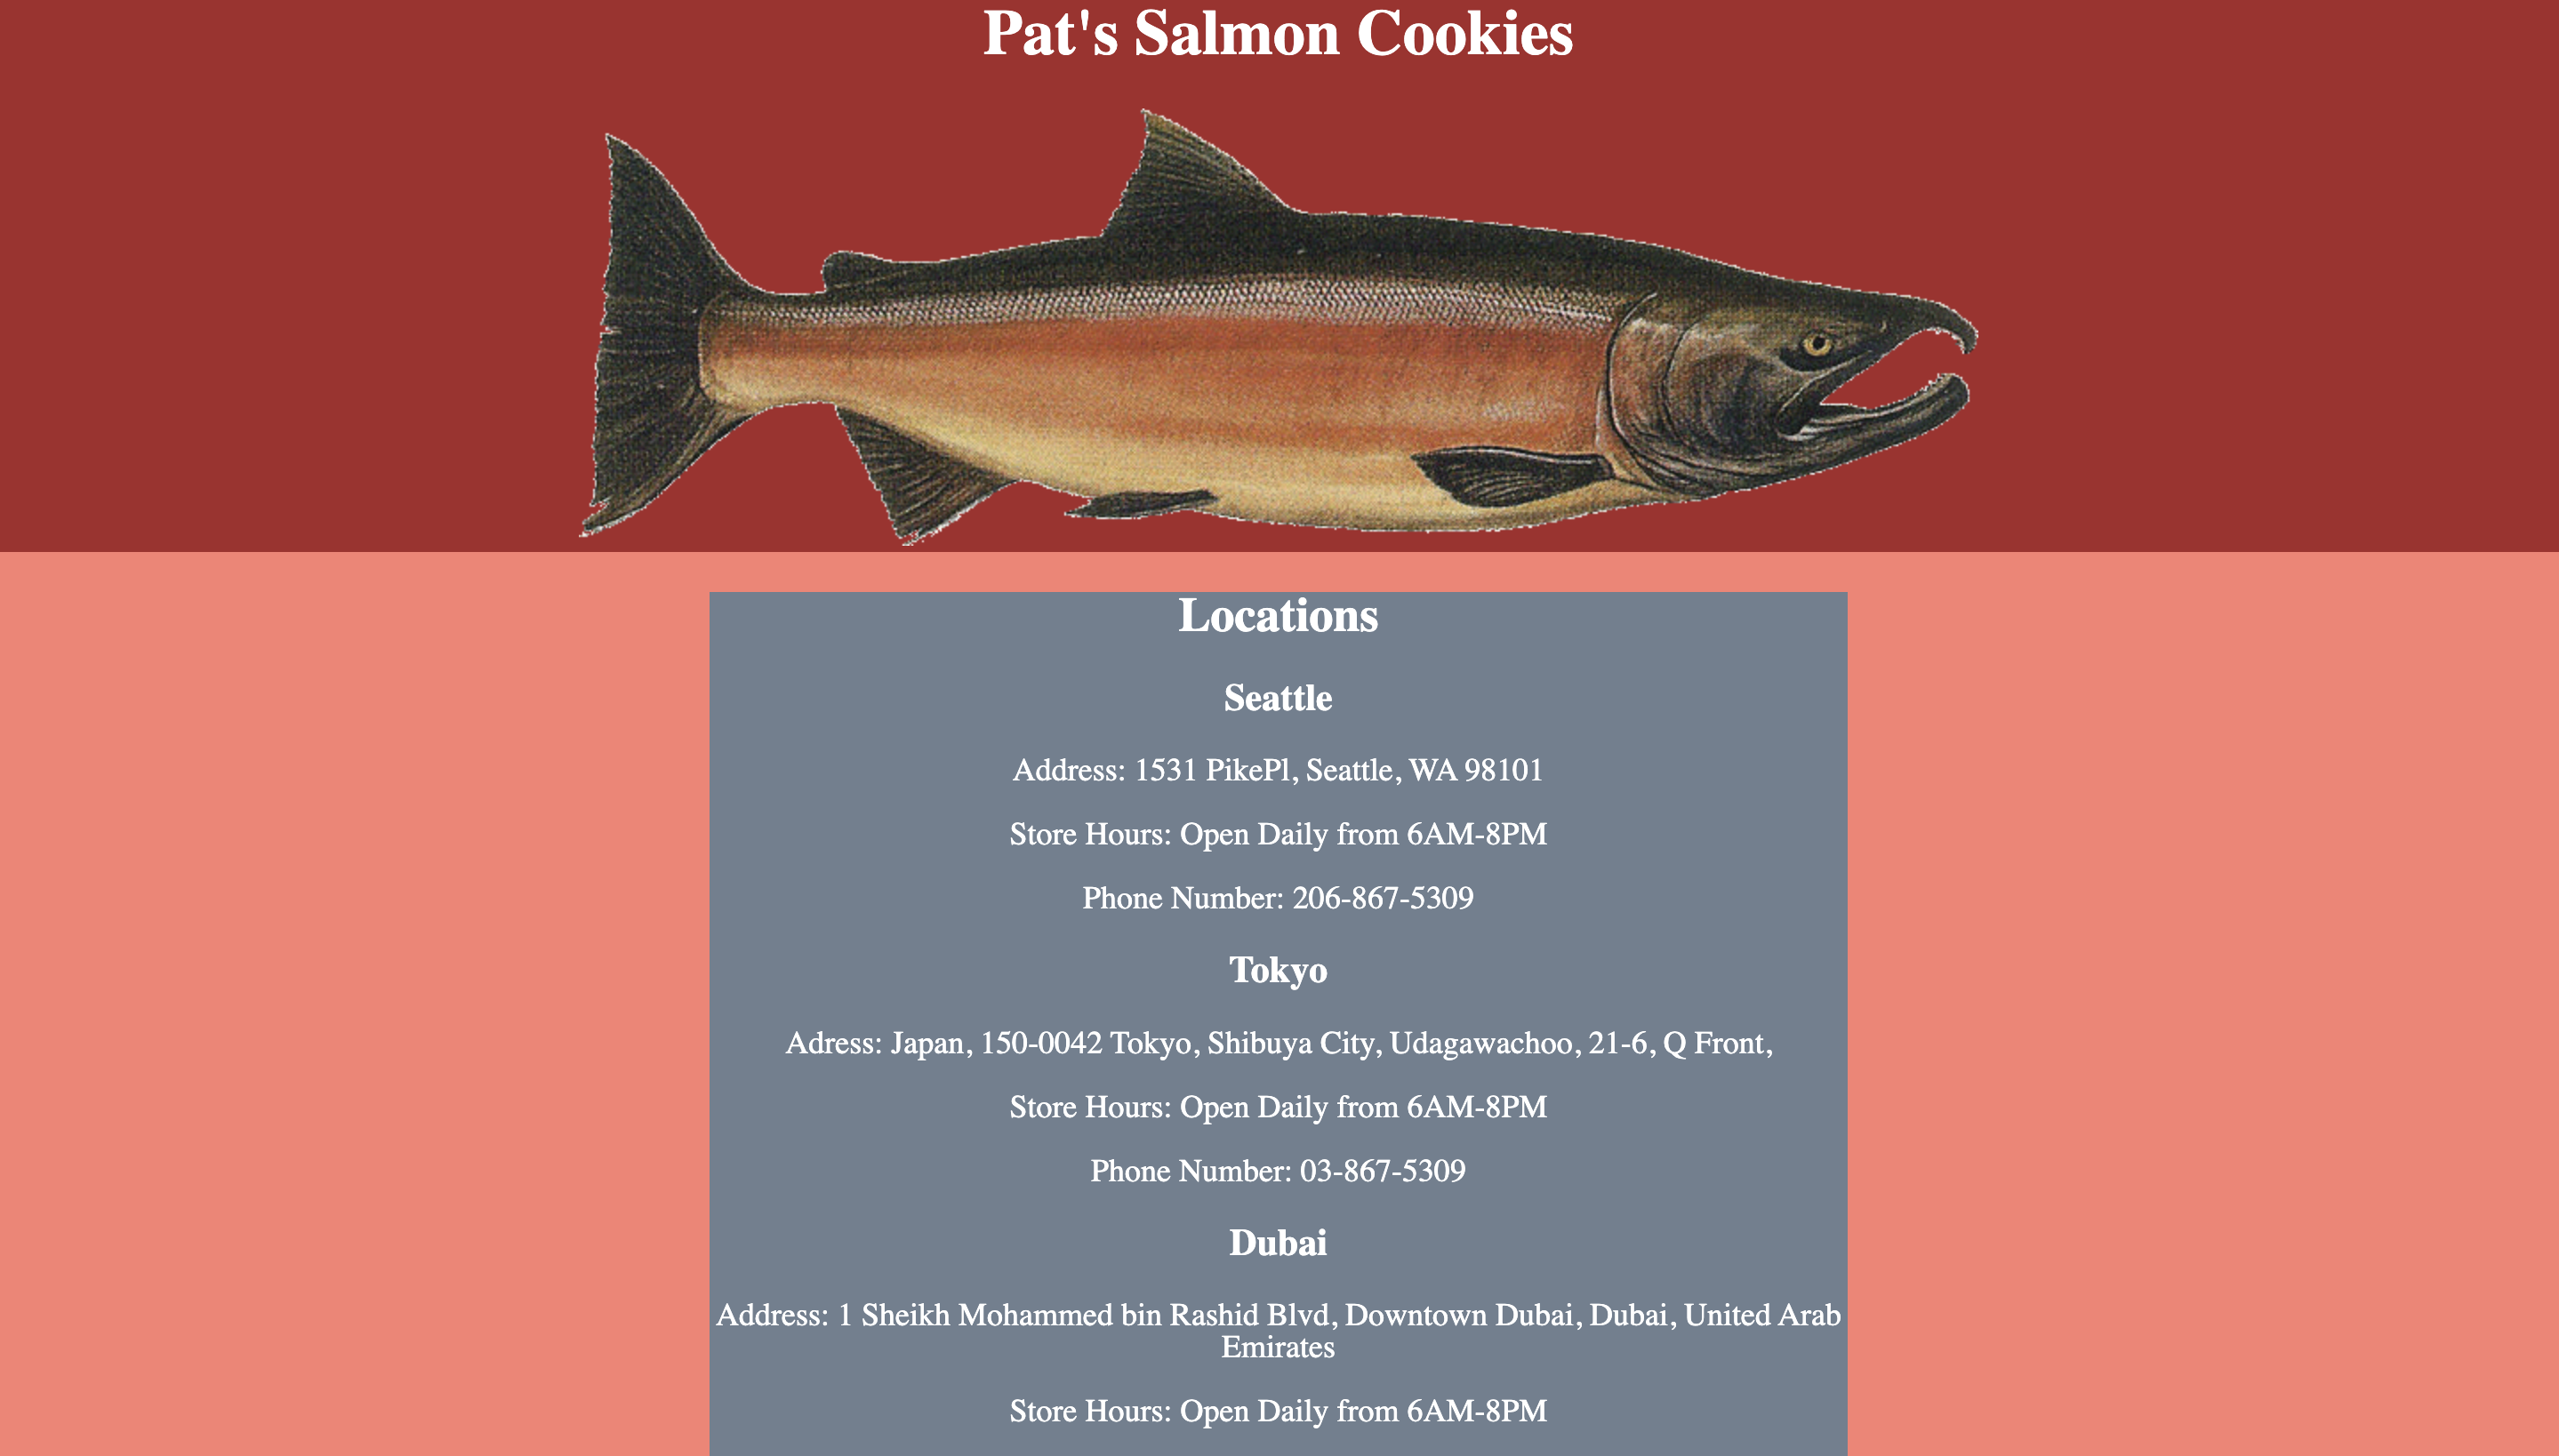 Pat's Salmon Cookies
Locations
Seattle
Address: 1531 PikePl, Seattle, WA 98101
Store Hours: Open Daily from 6AM-8PM
Phone Number: 206-867-5309
Tokyo
Adress: Japan, 150-0042 Tokyo, Shibuya City, Udagawachoo, 21-6, Q Front,
Store Hours: Open Daily from 6AM-8PM
Phone Number: 03-867-5309
Dubai
Address: 1 Sheikh Mohammed bin Rashid Blvd, Downtown Dubai, Dubai, United Arab
Emirates
Store Hours: Open Daily from 6AM-8PM